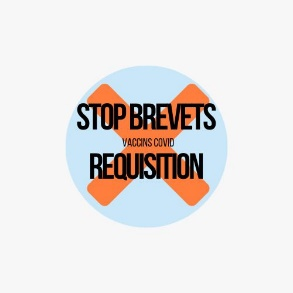 STOP BREVETS
VACCINS COVID
REQUISITION